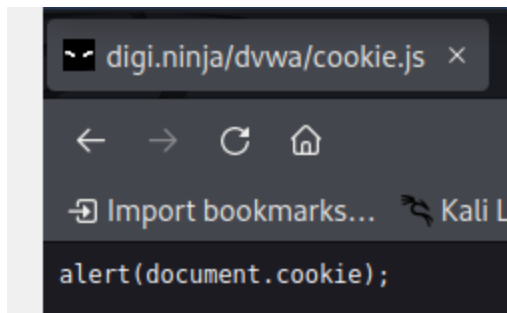 digi.ninja/dvwa/cookie.js ×
Import bookmarks... Kali L
alert(document.cookie);